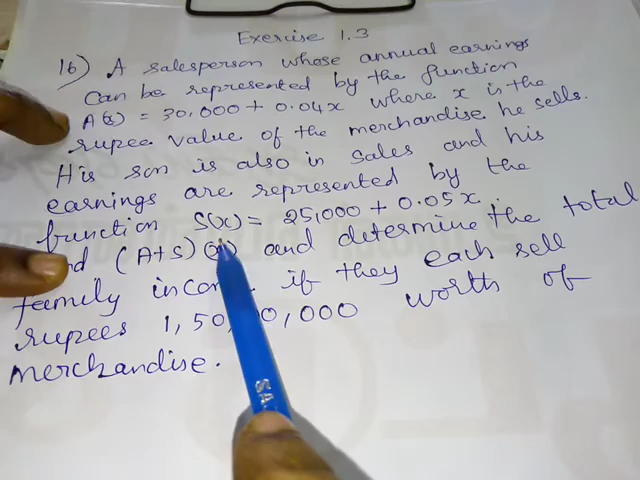 Exercise 1.3
16) A salesperson whose annual earnings
can be represented by the function
A(x) = 30,000 + 0.04x where x is the
rupee value of the merchandise he sells.
His son is also in sales and his
earnings are represented by the
function S(x) = 25,000 + 0.05x.
(A+S)(x) and determine the total
family income if they each sell
rupees 1,50,00,000 worth of
merchandise.